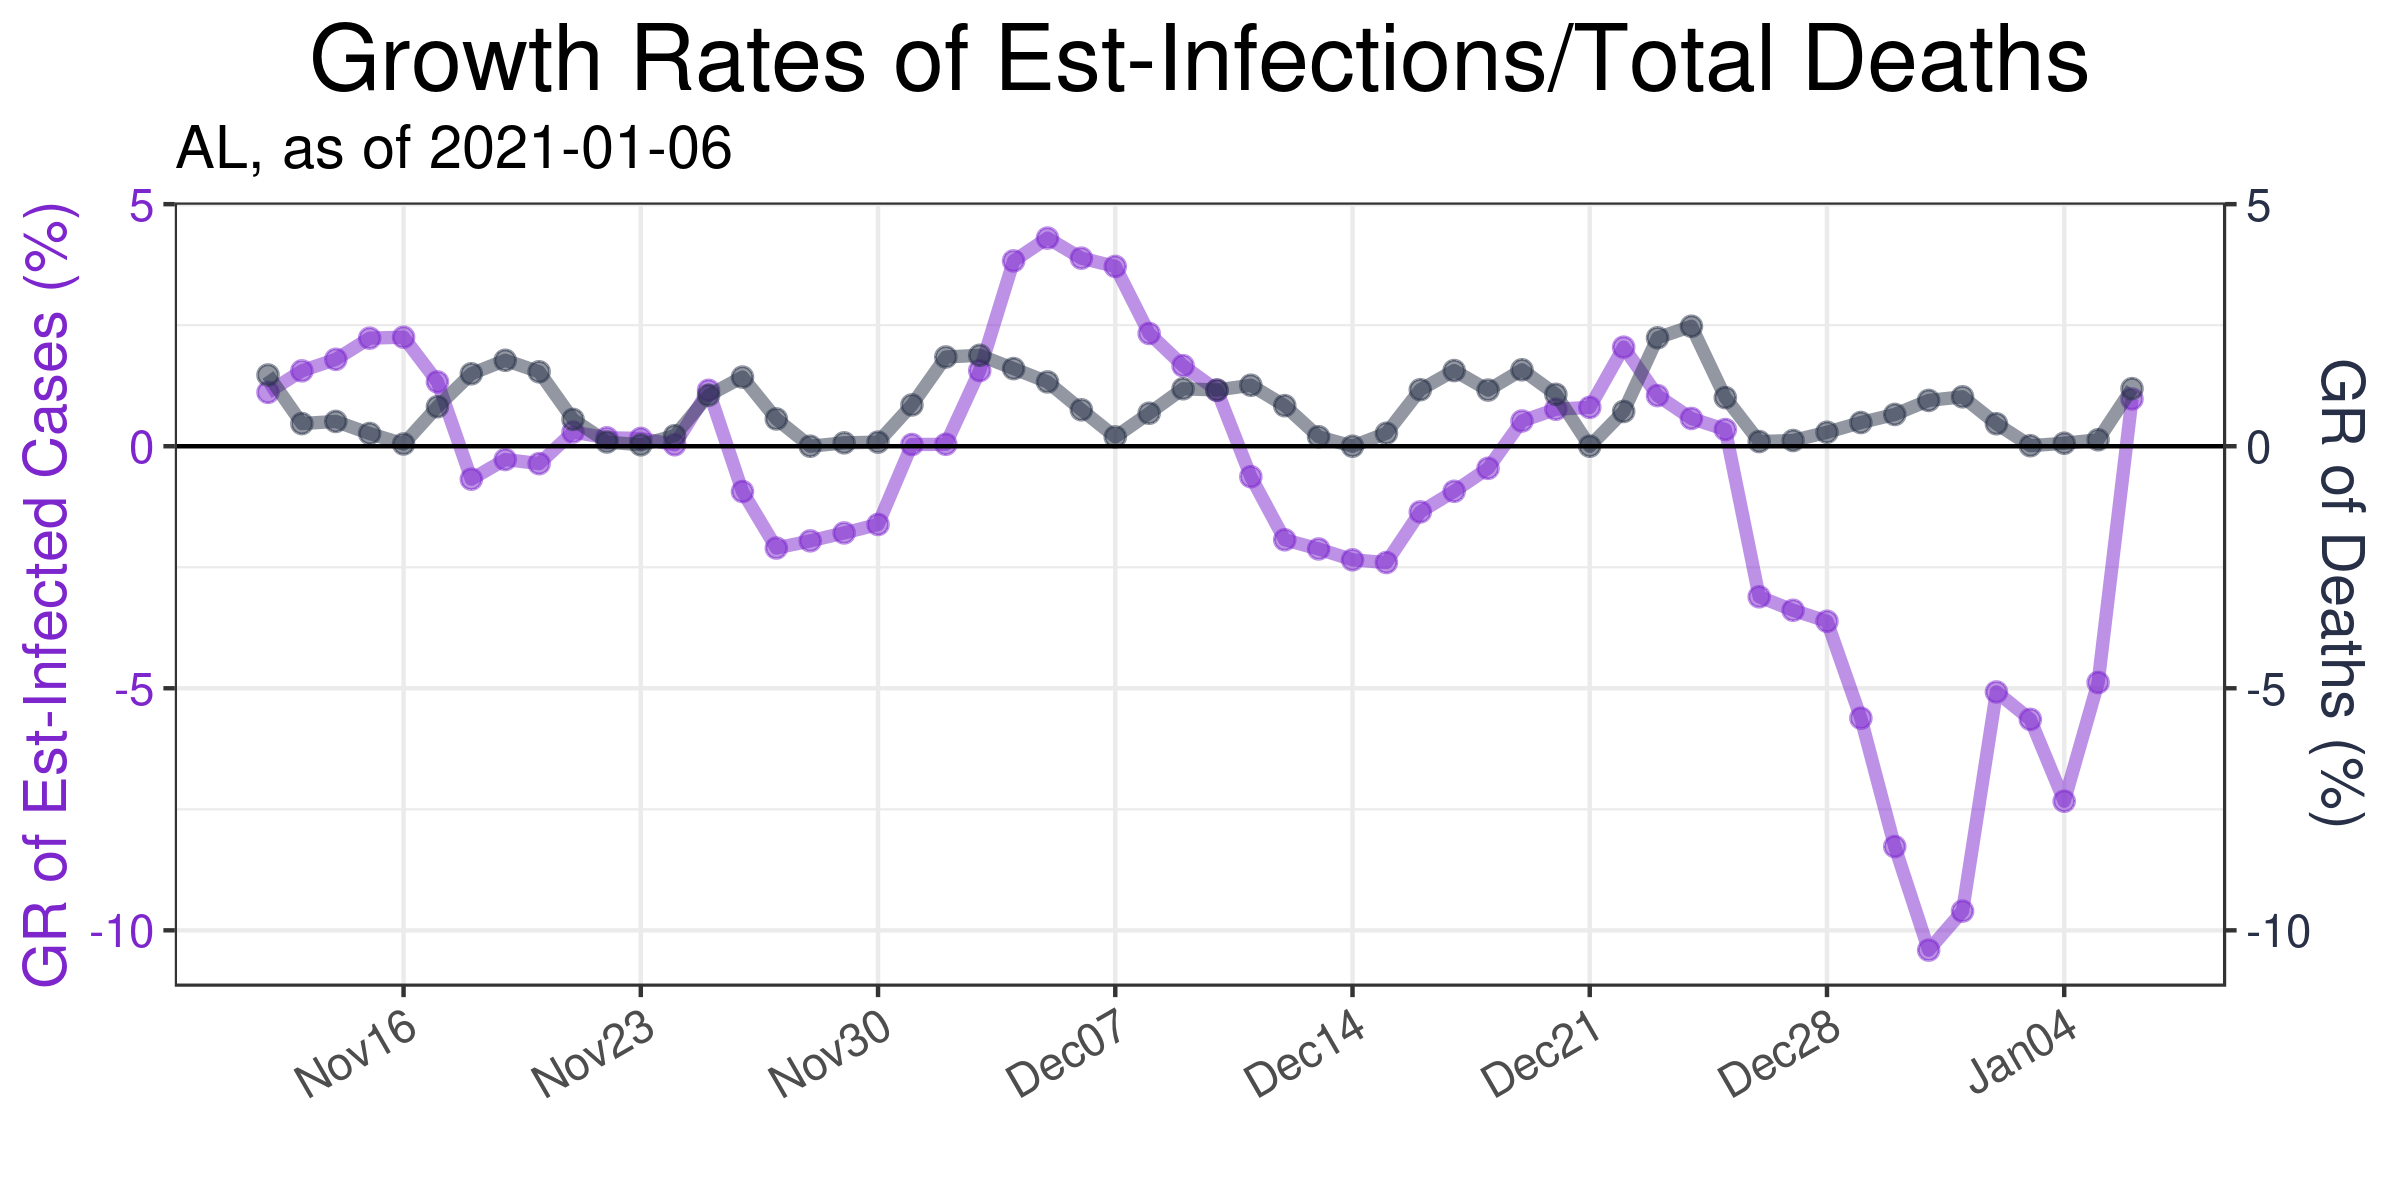 Growth Rates of Est-Infections/Total Deaths
AL, as of 2021-01-06
GR of Est-Infected Cases (%)
5
0
-5
-10
5
0
-5
-10
GR of Deaths (%)
Nov16
Nov23
Nov30
Dec07
Dec14
Dec21
Dec28
Jan04